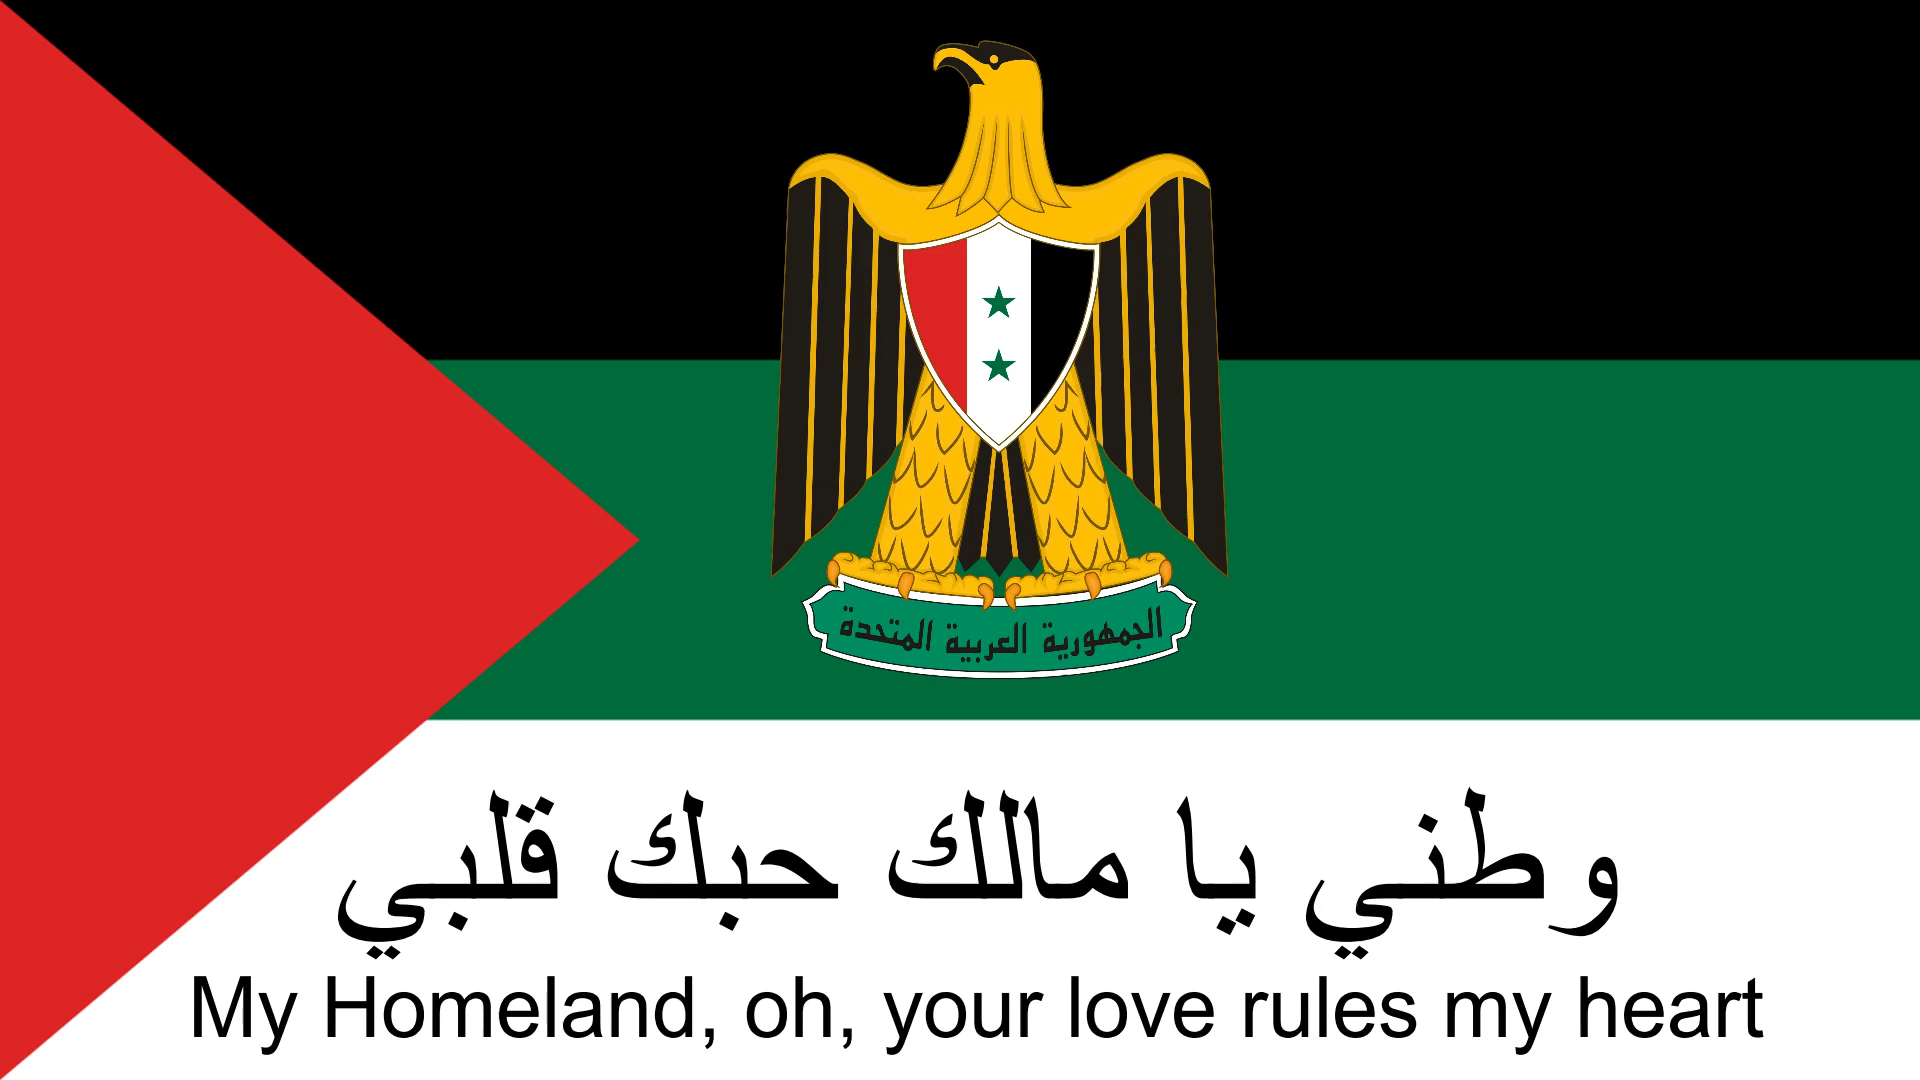 الجمهورية العربية المتحدة
وطني يا مالك حبك قلبي
My Homeland, oh, your love rules my heart